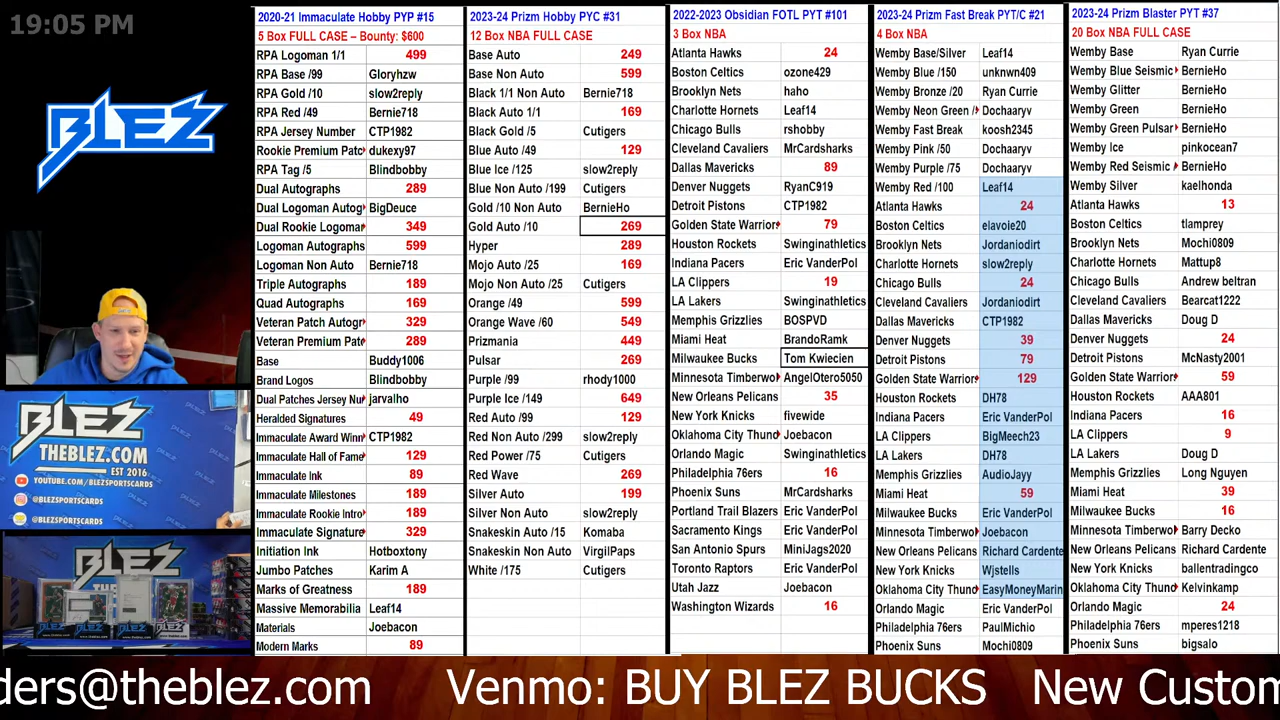 19:05 PM
BLEZ
BLEZ
THEBLEZ.COM
EST 2016
YOUTUBE.COM/BLEZSPORTSCARDS
@BLEZSPORTSCARDS
@BLEZSPORTSCARDS
BLEZ
2020-21 Immaculate Hobby PYP #15
5 Box FULL CASE – Bounty: $600
RPA Logoman 1/1 499
RPA Base /99 Gloryhzw
RPA Gold /10 slow2reply
RPA Red /49 Bernie718
RPA Jersey Number CTP1982
Rookie Premium Patc dukexy97
RPA Tag /5 Blindbobby
Dual Autographs 289
Dual Logoman Autog BigDeuce
Dual Rookie Logoma 349
Logoman Autographs 599
Logoman Non Auto Bernie718
Triple Autographs 189
Quad Autographs 169
Veteran Patch Autogr 329
Veteran Premium Pat 289
Base Buddy1006
Brand Logos Blindbobby
Dual Patches Jersey Nu jarvalho
Heralded Signatures 49
Immaculate Award Winn CTP1982
Immaculate Hall of Fame 129
Immaculate Ink 89
Immaculate Milestones 189
Immaculate Rookie Intro 189
Immaculate Signature 329
Initiation Ink Hotboxtony
Jumbo Patches Karim A
Marks of Greatness 189
Massive Memorabilia Leaf14
Materials Joebacon
Modern Marks 89
2023-24 Prizm Hobby PYC #31
12 Box NBA FULL CASE
Base Auto 249
Base Non Auto 599
Black 1/1 Non Auto Bernie718
Black Auto 1/1 169
Black Gold /5 Cutigers
Blue Auto /49 129
Blue Ice /125 slow2reply
Blue Non Auto /199 Cutigers
Gold /10 Non Auto BernieHo
Gold Auto /10 269
Hyper 289
Mojo Auto /25 169
Mojo Non Auto /25 Cutigers
Orange /49 599
Orange Wave /60 549
Prizmania 449
Pulsar 269
Purple /99 rhody1000
Purple Ice /149 649
Red Auto /99 129
Red Non Auto /299 slow2reply
Red Power /75 Cutigers
Red Wave 269
Silver Auto 199
Silver Non Auto slow2reply
Snakeskin Auto /15 Komaba
Snakeskin Non Auto VirgilPaps
White /175 Cutigers
2022-2023 Obsidian FOTL PYT #101
3 Box NBA
Atlanta Hawks 24
Boston Celtics ozone429
Brooklyn Nets haho
Charlotte Hornets Leaf14
Chicago Bulls rshobby
Cleveland Cavaliers MrCardsharks
Dallas Mavericks 89
Denver Nuggets RyanC919
Detroit Pistons CTP1982
Golden State Warrior 79
Houston Rockets Swinginathletics
Indiana Pacers Eric VanderPol
LA Clippers 19
LA Lakers Swinginathletics
Memphis Grizzlies BOSPVD
Miami Heat BrandoRamk
Milwaukee Bucks Tom Kwiecien
Minnesota Timberwo AngelOtero5050
New Orleans Pelicans 35
New York Knicks fivewide
Oklahoma City Thund Joebacon
Orlando Magic Swinginathletics
Philadelphia 76ers 16
Phoenix Suns MrCardsharks
Portland Trail Blazers Eric VanderPol
Sacramento Kings Eric VanderPol
San Antonio Spurs MiniJags2020
Toronto Raptors Eric VanderPol
Utah Jazz Joebacon
Washington Wizards 16
2023-24 Prizm Fast Break PYT/C #21
4 Box NBA
Wemby Base/Silver Leaf14
Wemby Blue /150 unknwn409
Wemby Bronze /20 Ryan Currie
Wemby Neon Green / Dochaaryv
Wemby Fast Break koosh2345
Wemby Pink /50 Dochaaryv
Wemby Purple /75 Dochaaryv
Wemby Red /100 Leaf14
Atlanta Hawks 24
Boston Celtics elavoie20
Brooklyn Nets Jordaniodirt
Charlotte Hornets slow2reply
Chicago Bulls 24
Cleveland Cavaliers Jordaniodirt
Dallas Mavericks CTP1982
Denver Nuggets 39
Detroit Pistons 79
Golden State Warrior 129
Houston Rockets DH78
Indiana Pacers Eric VanderPol
LA Clippers BigMeech23
LA Lakers DH78
Memphis Grizzlies AudioJayy
Miami Heat 59
Milwaukee Bucks Eric VanderPol
Minnesota Timberwo Joebacon
New Orleans Pelicans Richard Cardente
New York Knicks Wjstells
Oklahoma City Thund EasyMoneyMarin
Orlando Magic Eric VanderPol
Philadelphia 76ers PaulMichio
Phoenix Suns Mochi0809
2023-24 Prizm Blaster PYT #37
20 Box NBA FULL CASE
Wemby Base Ryan Currie
Wemby Blue Seismic BernieHo
Wemby Glitter BernieHo
Wemby Green BernieHo
Wemby Green Pulsar BernieHo
Wemby Ice pinkocean7
Wemby Red Seismic BernieHo
Wemby Silver kaelhonda
Atlanta Hawks 13
Boston Celtics tlamprey
Brooklyn Nets Mochi0809
Charlotte Hornets Mattup8
Chicago Bulls Andrew beltran
Cleveland Cavaliers Bearcat1222
Dallas Mavericks Doug D
Denver Nuggets 24
Detroit Pistons McNasty2001
Golden State Warrior 59
Houston Rockets AAA801
Indiana Pacers 16
LA Clippers 9
LA Lakers Doug D
Memphis Grizzlies Long Nguyen
Miami Heat 39
Milwaukee Bucks 16
Minnesota Timberwo Barry Decko
New Orleans Pelicans Richard Cardente
New York Knicks ballentradingco
Oklahoma City Thund Kelvinkamp
Orlando Magic 24
Philadelphia 76ers mperes1218
Phoenix Suns bigsalo
ders@theblez.com Venmo: BUY BLEZ BUCKS New Custom